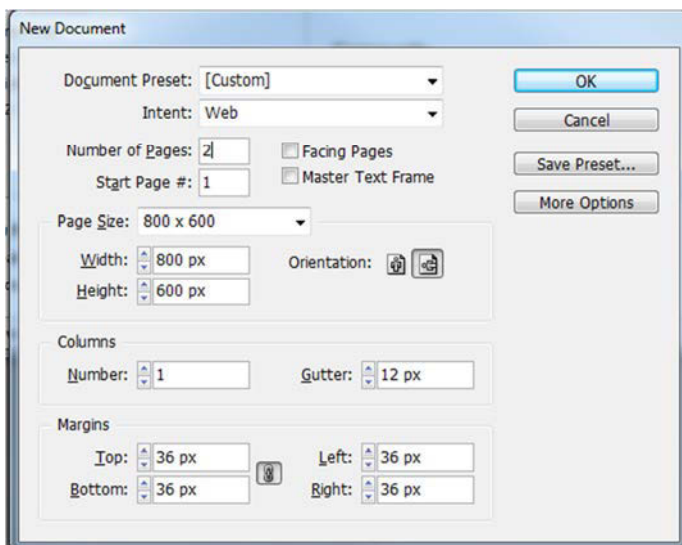 New Document
Document Preset: [Custom]
OK
Intent: Web
Cancel
Number of Pages: 2
Facing Pages
Save Preset...
Start Page #: 1
Master Text Frame
More Options
Page Size: 800 x 600
Width: 800 px
Orientation:
Height: 600 px
Columns
Number: 1
Gutter: 12 px
Margins
Top: 36 px
Left: 36 px
Bottom: 36 px
Right: 36 px